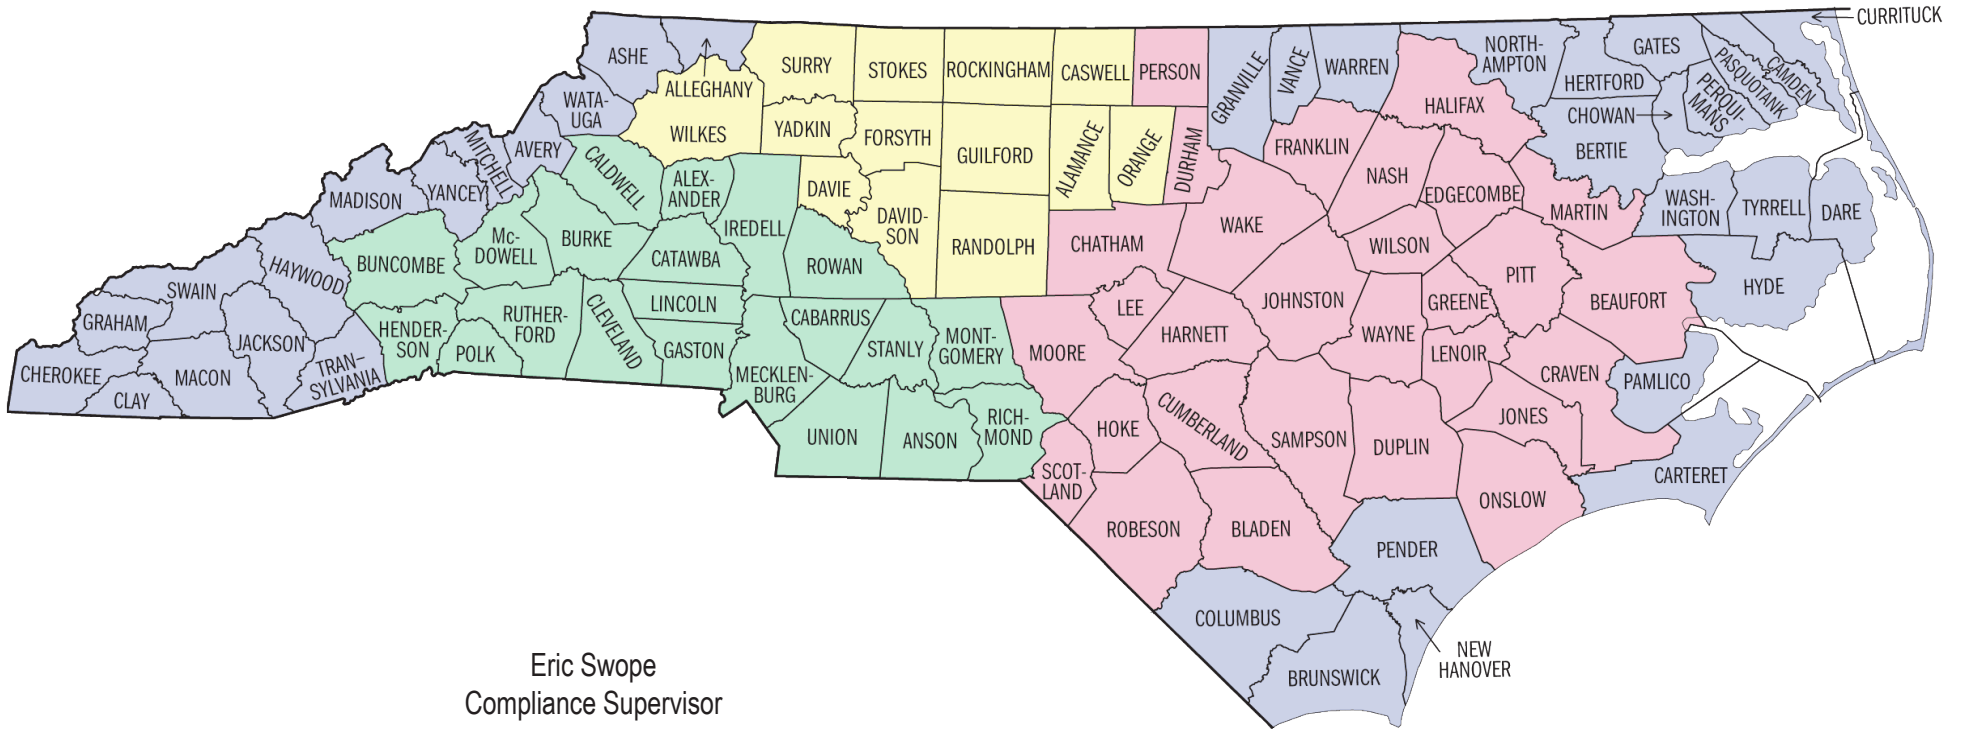 CURRITUCK
ASHE
ALLEGHANY
SURRY
STOKES
ROCKINGHAM
CASWELL
PERSON
GRANVILLE
VANCE
WARREN
NORTH-
AMPTON
HERTFORD
GATES
PASQUOTANK
CAMDEN
PERQUI-
MANS
CHOWAN
BERTIE
HALIFAX
WATA-
UGA
WILKES
YADKIN
FORSYTH
GUILFORD
ALAMANCE
ORANGE
DURHAM
FRANKLIN
NASH
EDGECOMBE
MARTIN
WASH-
INGTON
TYRRELL
DARE
MITCHELL
AVERY
CALDWELL
ALEX-
ANDER
DAVIE
MADISON
YANCEY
IREDELL
DAVID-
SON
RANDOLPH
CHATHAM
WAKE
WILSON
PITT
BEAUFORT
HYDE
BUNCOMBE
Mc-
DOWELL
BURKE
CATAWBA
ROWAN
HAYWOOD
SWAIN
GRAHAM
JACKSON
HENDER-
SON
POLK
RUTHER-
FORD
CLEVELAND
LINCOLN
GASTON
CABARRUS
STANLY
MONT-
GOMERY
MOORE
LEE
HARNETT
JOHNSTON
WAYNE
GREENE
LENOIR
CRAVEN
PAMLICO
CHEROKEE
CLAY
MACON
TRAN-
SYLVANIA
MECKLEN-
BURG
UNION
ANSON
RICH-
MOND
HOKE
CUMBERLAND
SAMPSON
DUPLIN
JONES
CARTERET
SCOT-
LAND
ROBESON
BLADEN
ONSLOW
PENDER
COLUMBUS
BRUNSWICK
NEW
HANOVER
Eric Swope
Compliance Supervisor